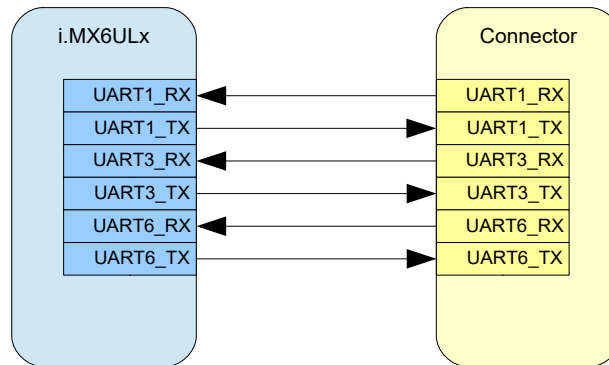 i.MX6ULx
UART1_RX
UART1_TX
UART3_RX
UART3_TX
UART6_RX
UART6_TX
Connector
UART1_RX
UART1_TX
UART3_RX
UART3_TX
UART6_RX
UART6_TX